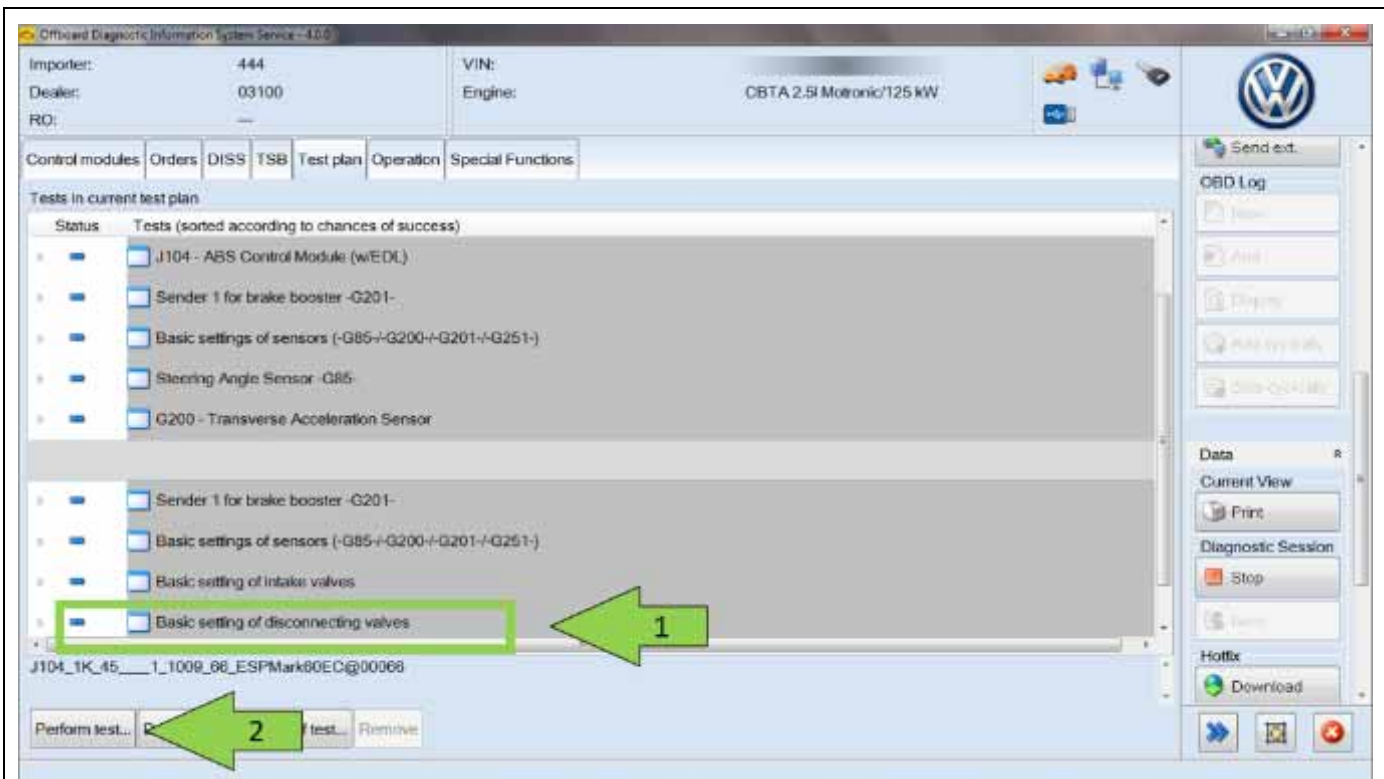 Offboard Diagnostic Information System Service - 4.0.0
Importer: 444
Dealer: 03100
RO: ---
VIN:
Engine: CBTA 2.5l Motronic/125 kW
Control modules Orders DISS TSB Test plan Operation Special Functions
Tests in current test plan
Status Tests (sorted according to chances of success)
J104 - ABS Control Module (w/EDL)
Sender 1 for brake booster -G201-
Basic settings of sensors (-G85-/-G200-/-G201-/-G251-)
Steering Angle Sensor -G85-
G200 - Transverse Acceleration Sensor
Sender 1 for brake booster -G201-
Basic settings of sensors (-G85-/-G200-/-G201-/-G251-)
Basic setting of intake valves
Basic setting of disconnecting valves
1
J104_1K_45____1_1009_66_ESPMark60EC@00066
Perform test...
2
test...
Remove
Send ext.
OBD Log
Display
Data
Current View
Print
Diagnostic Session
Stop
Hotfix
Download